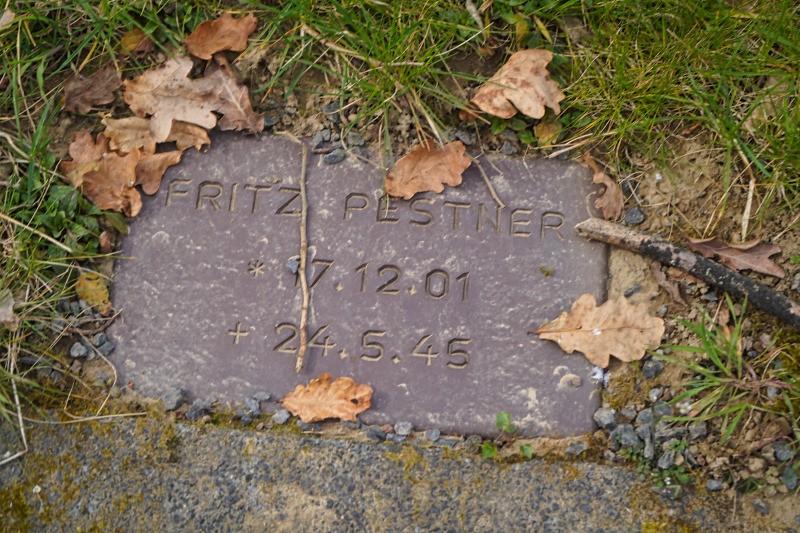 FRITZ PESTNER
* 17.12.01
+ 24.5.45